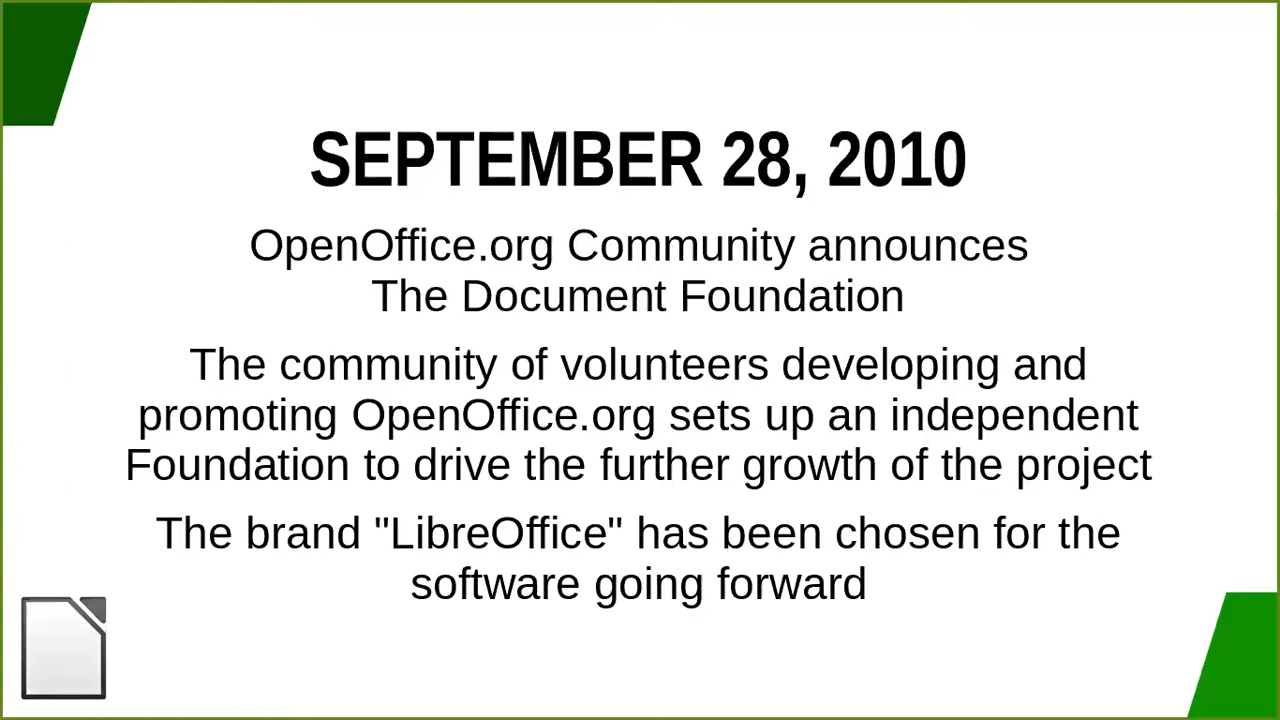 SEPTEMBER 28, 2010
OpenOffice.org Community announces
The Document Foundation
The community of volunteers developing and
promoting OpenOffice.org sets up an independent
Foundation to drive the further growth of the project
The brand "LibreOffice" has been chosen for the
software going forward